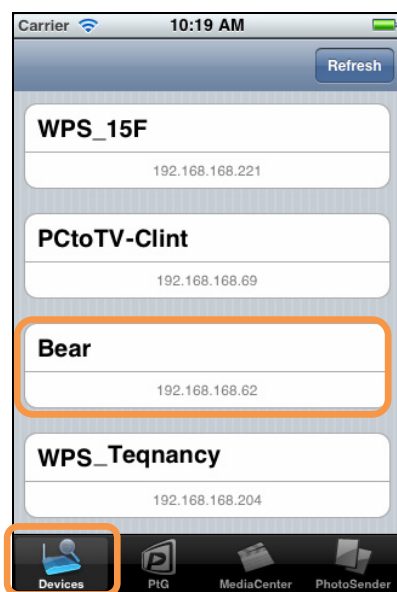 Carrier 10:19 AM
Refresh
WPS_15F
192.168.168.221
PCtoTV-Clint
192.168.168.69
Bear
192.168.168.62
WPS_Teqnancy
192.168.168.204
Devices PtG MediaCenter PhotoSender